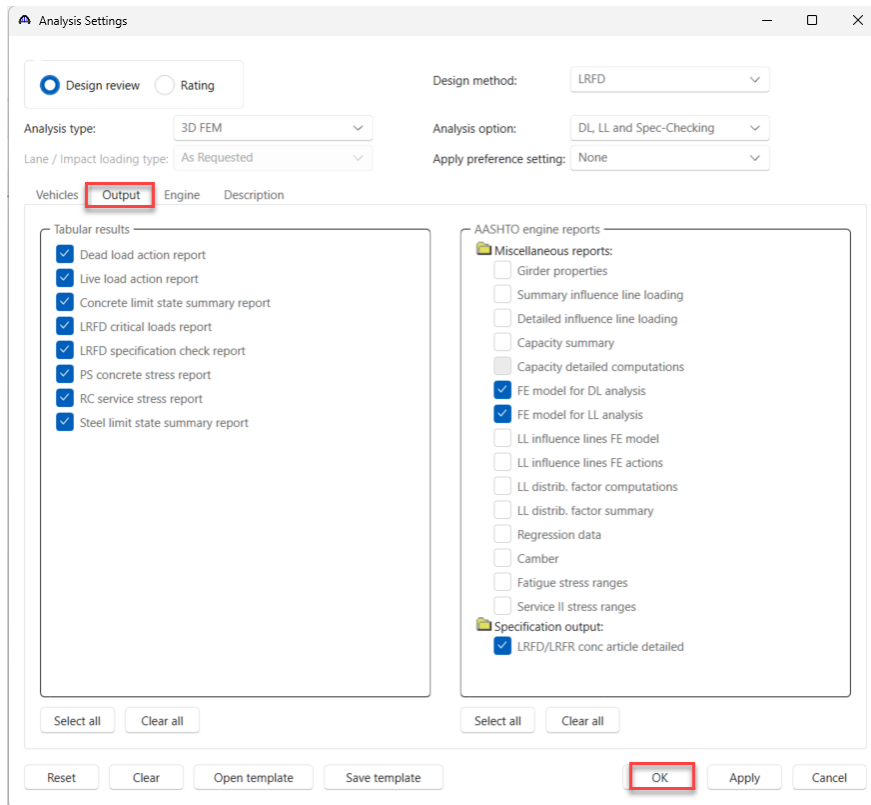 Analysis Settings
Design review
Rating
Design method:
LRFD
Analysis type:
3D FEM
Analysis option:
DL, LL and Spec-Checking
Lane / Impact loading type:
As Requested
Apply preference setting:
None
Vehicles
Output
Engine
Description
Tabular results
Dead load action report
Live load action report
Concrete limit state summary report
LRFD critical loads report
LRFD specification check report
PS concrete stress report
RC service stress report
Steel limit state summary report
Select all
Clear all
AASHTO engine reports
Miscellaneous reports:
Girder properties
Summary influence line loading
Detailed influence line loading
Capacity summary
Capacity detailed computations
FE model for DL analysis
FE model for LL analysis
LL influence lines FE model
LL influence lines FE actions
LL distrib. factor computations
LL distrib. factor summary
Regression data
Camber
Fatigue stress ranges
Service II stress ranges
Specification output:
LRFD/LRFR conc article detailed
Select all
Clear all
Reset
Clear
Open template
Save template
OK
Apply
Cancel